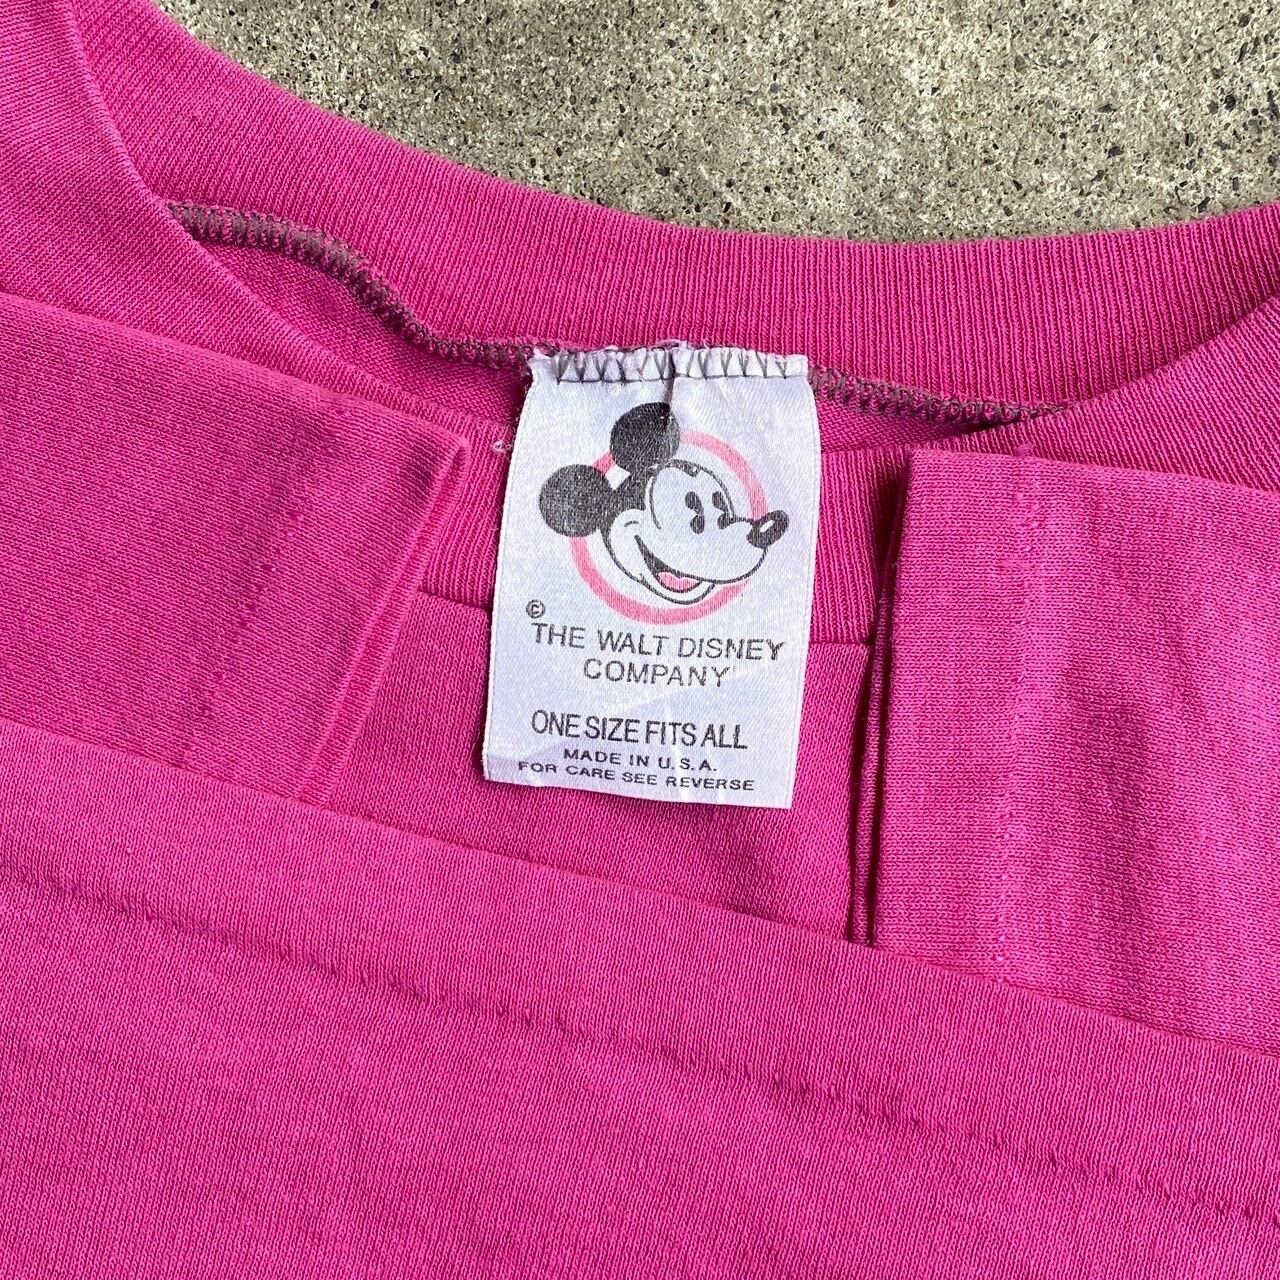 ©
THE WALT DISNEY
COMPANY
ONE SIZE FITS ALL
MADE IN U.S.A.
FOR CARE SEE REVERSE